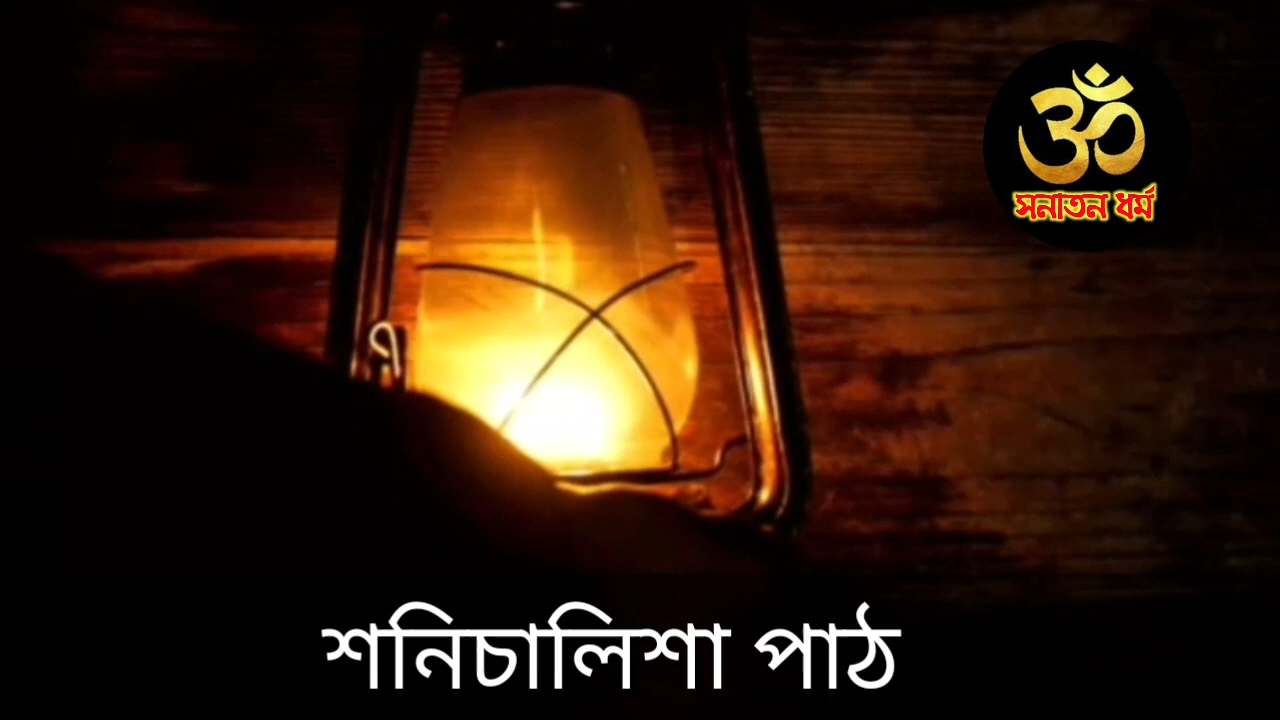 ॐ
সনাতন ধর্ম
শনিচালিশা পাঠ